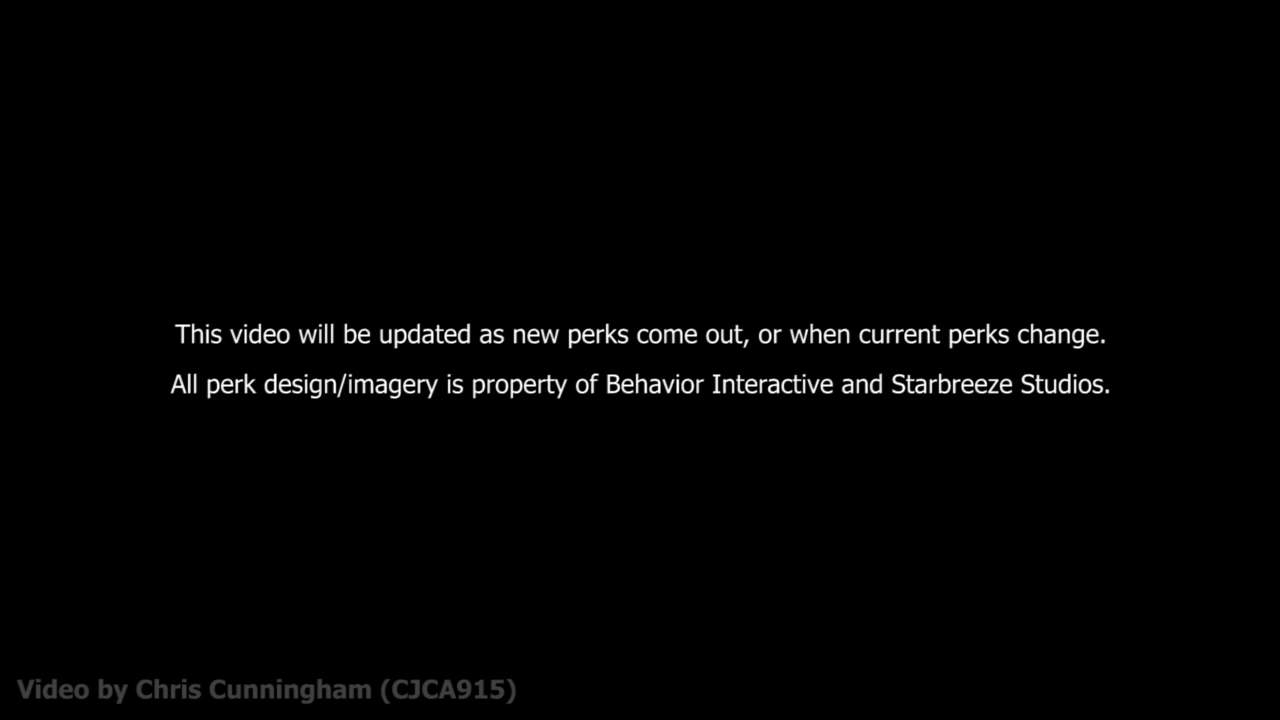 This video will be updated as new perks come out, or when current perks change.
All perk design/imagery is property of Behavior Interactive and Starbreeze Studios.
Video by Chris Cunningham (CJCA915)